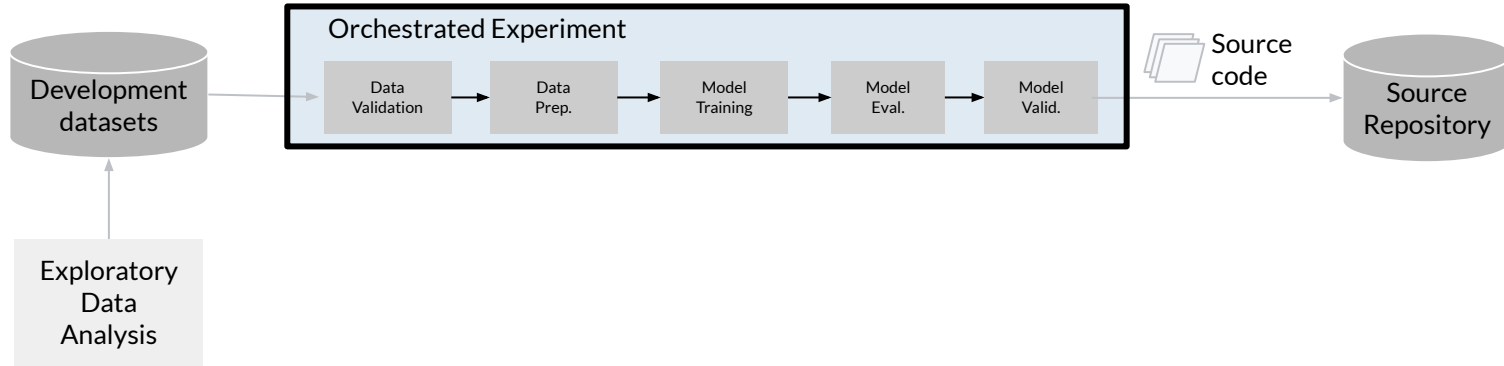 Orchestrated Experiment
Development
datasets
Data
Validation
Data
Prep.
Model
Training
Model
Eval.
Model
Valid.
Source
code
Source
Repository
Exploratory
Data
Analysis